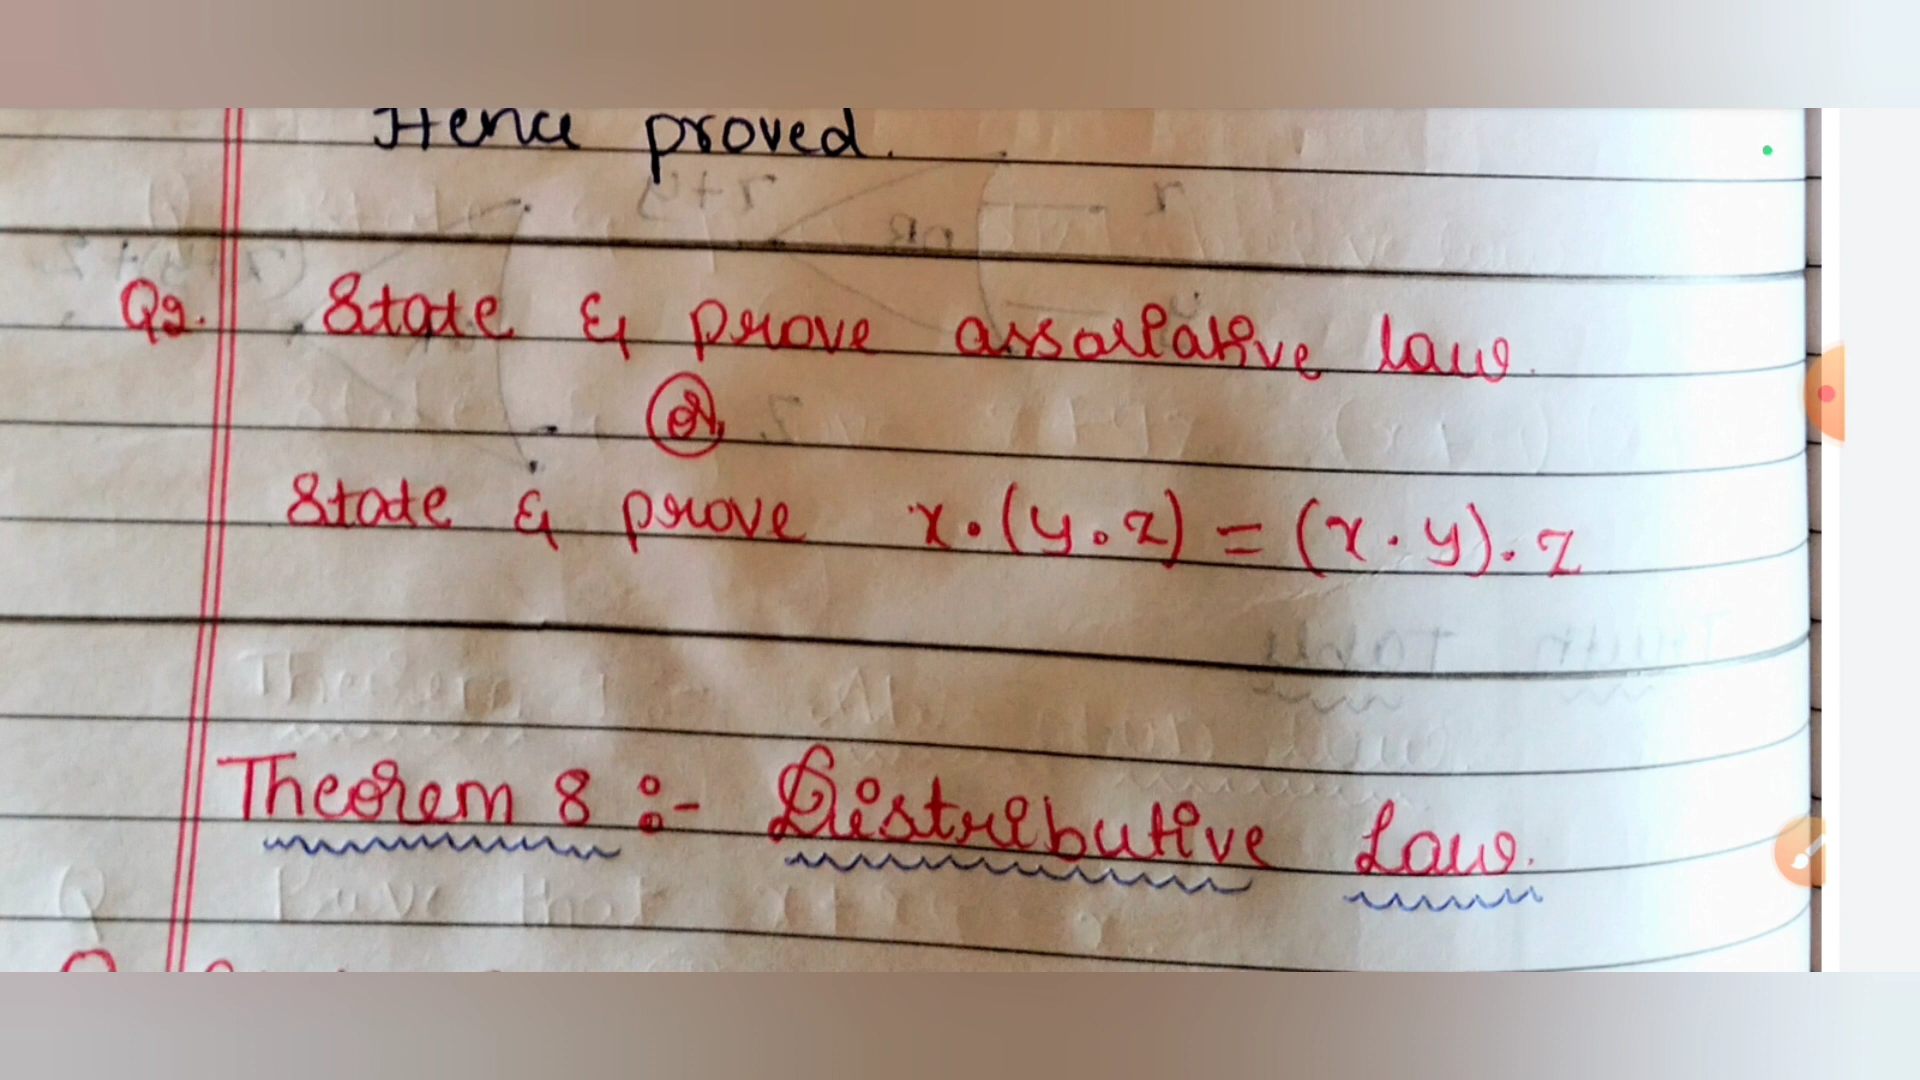 Hence proved.
Q2. State & prove associative law.
or
State & prove x.(y.z) = (x.y).z
Theorem 8 :- Distributive Law.